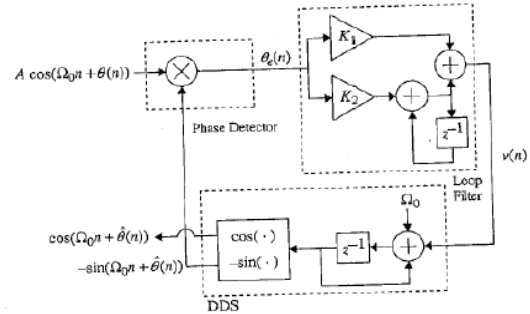 K₁
θₑ(n)
A cos(Ω₀n + θ(n))
K₂
Phase Detector
z⁻¹
v(n)
Loop
Filter
Ω₀
cos(Ω₀n + θ̂(n))
cos( · )
z⁻¹
−sin(Ω₀n + θ̂(n))
−sin( · )
DDS